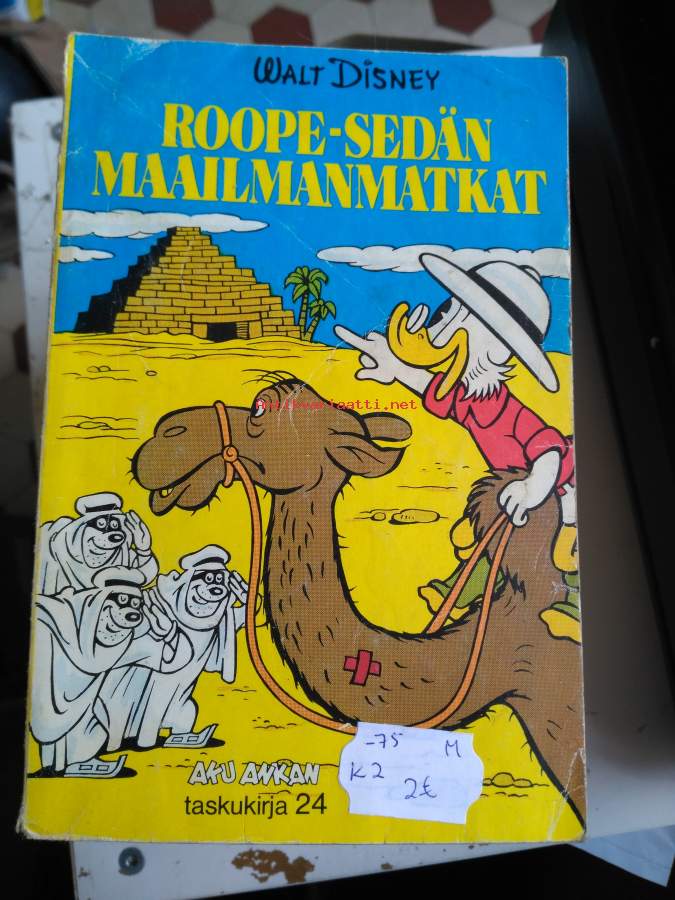 WALT DISNEY
ROOPE-SEDÄN
MAAILMANMATKAT
Antikvariaatti.net
AKU ANKAN
taskukirja 24
-75 M
K2
2€